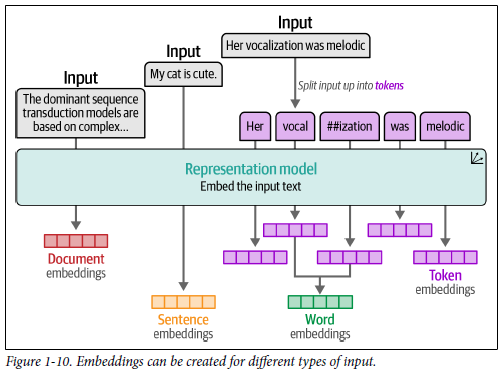 Input
Her vocalization was melodic
Input
My cat is cute.
Split input up into tokens
Input
The dominant sequence
transduction models are
based on complex...
Her vocal ##ization was melodic
Representation model
Embed the input text
Document
embeddings
Token
embeddings
Sentence
embeddings
Word
embeddings
Figure 1-10. Embeddings can be created for different types of input.